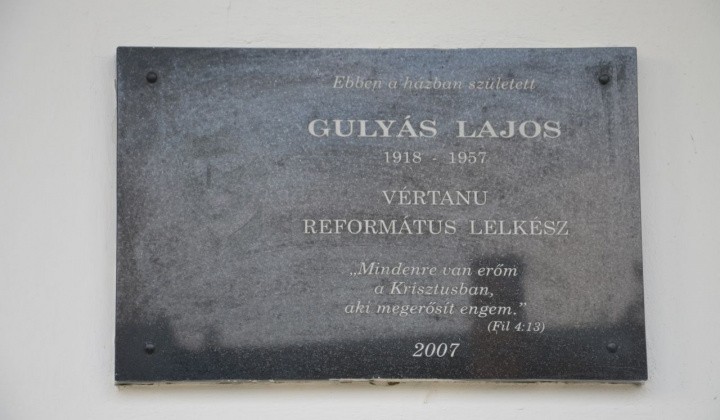 Ebben a házban született
GULYÁS LAJOS
1918 - 1957
VÉRTANU
REFORMÁTUS LELKÉSZ
„Mindenre van erőm
a Krisztusban,
aki megerősít engem.”
(Fil 4:13)
2007